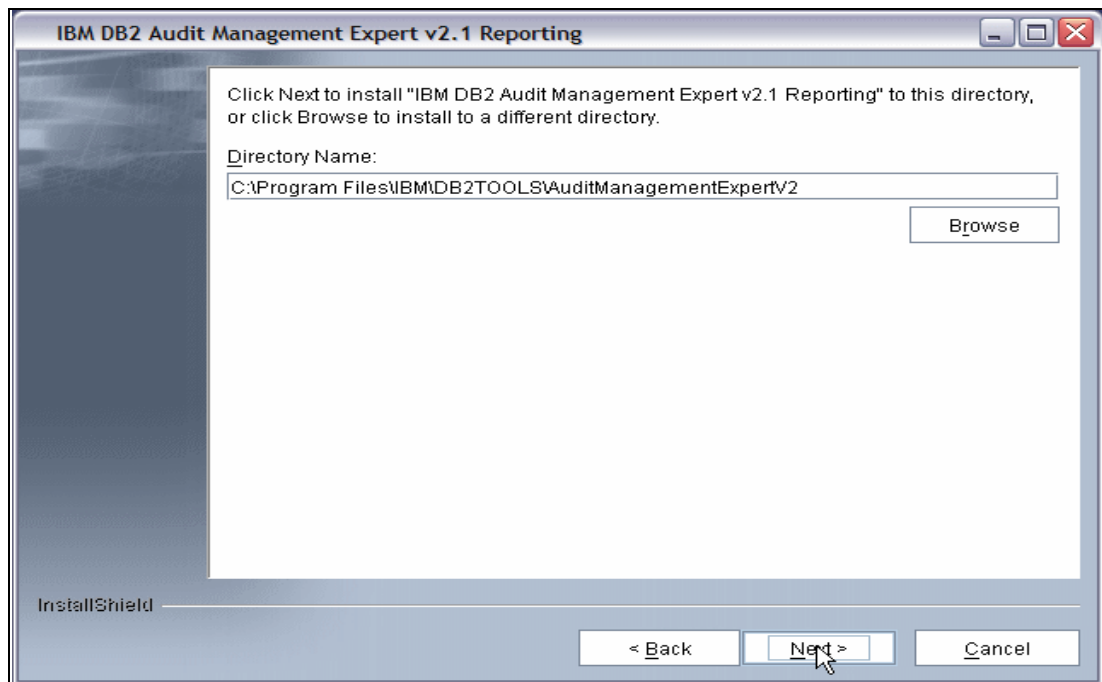 IBM DB2 Audit Management Expert v2.1 Reporting
Click Next to install "IBM DB2 Audit Management Expert v2.1 Reporting" to this directory,
or click Browse to install to a different directory.
Directory Name:
C:\Program Files\IBM\DB2TOOLS\AuditManagementExpertV2
Browse
InstallShield
< Back
Next >
Cancel